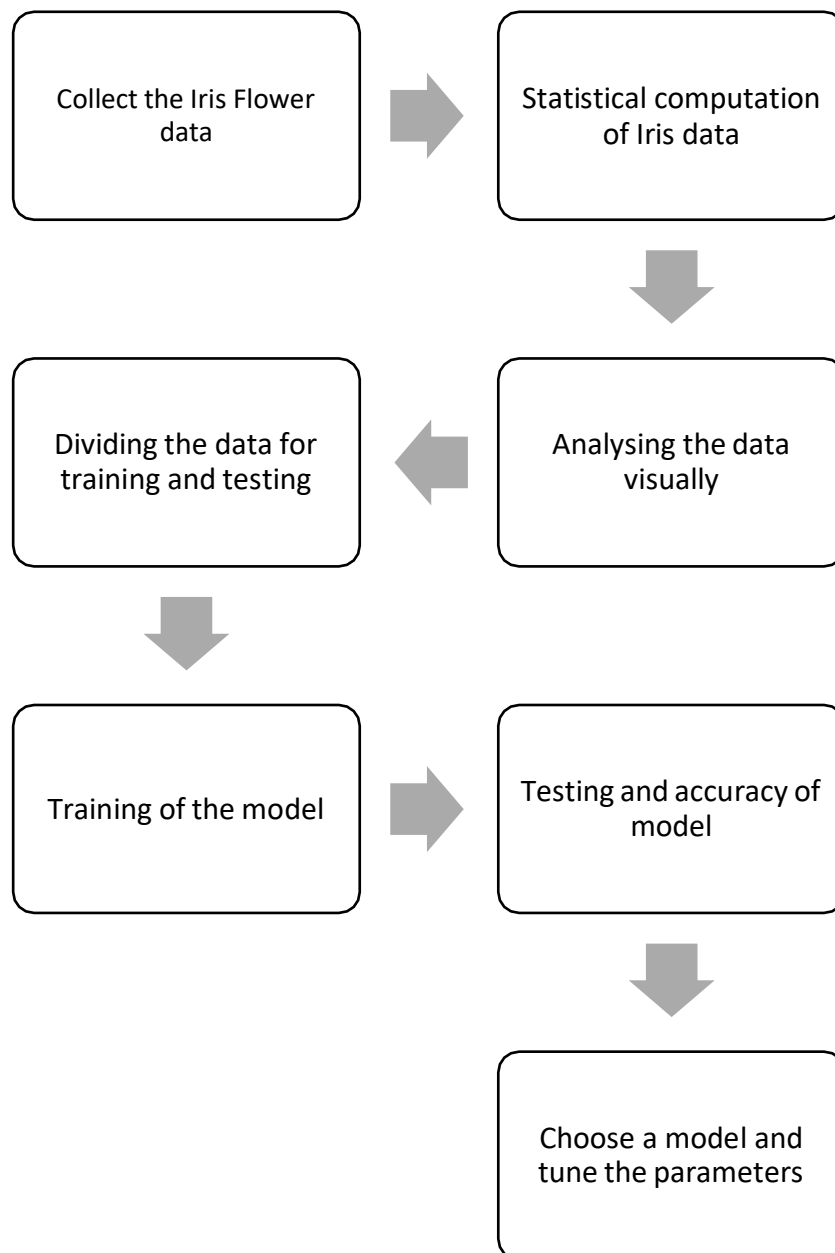 Collect the Iris Flower
data
Statistical computation
of Iris data
Analysing the data
visually
Dividing the data for
training and testing
Training of the model
Testing and accuracy of
model
Choose a model and
tune the parameters